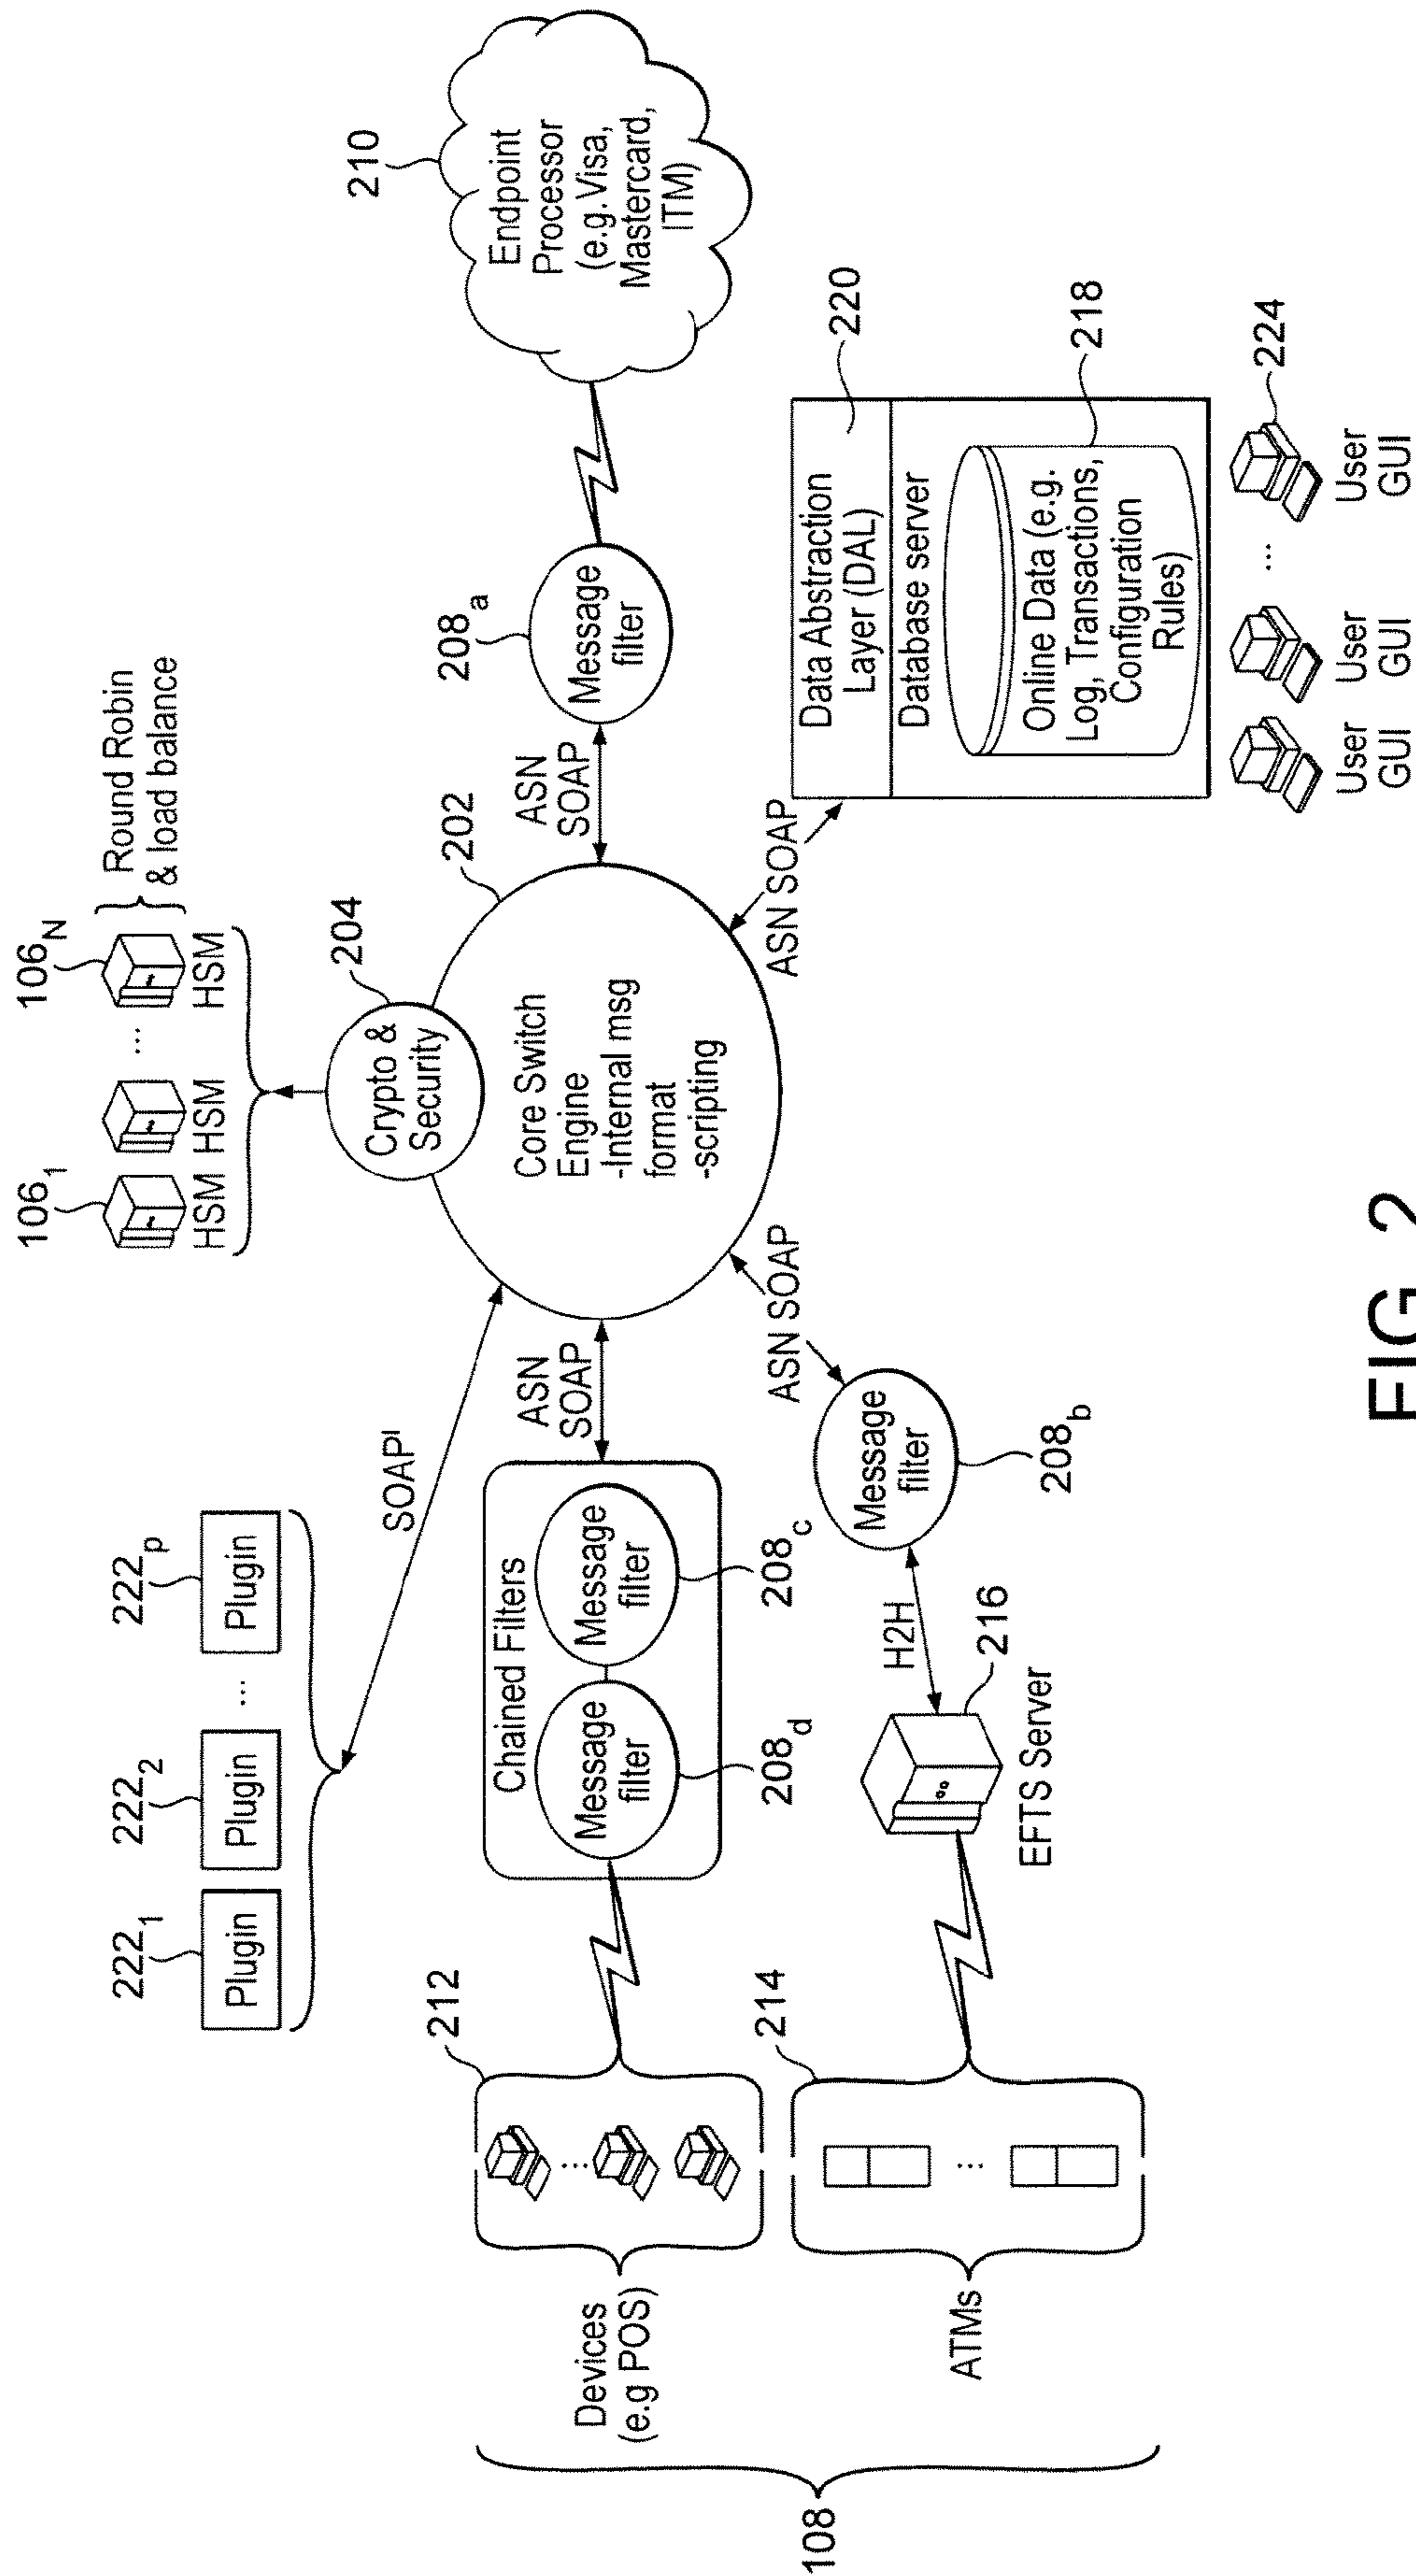 106₁
106ₙ
HSM HSM ... HSM
Round Robin
& load balance
222₁
222₂
222ₚ
Plugin
Plugin
...
Plugin
SOAP
204
Crypto &
Security
202
Core Switch
Engine
-Internal msg
format
-scripting
210
Endpoint
Processor
(e.g.Visa,
Mastercard,
ITM)
208a
Message
filter
ASN
SOAP
ASN
SOAP
Chained Filters
Message
filter
Message
filter
208d
208c
212
Devices
(e.g POS)
...
108
214
ATMs
...
EFTS Server
216
H2H
Message
filter
208b
ASN SOAP
ASN SOAP
Data Abstraction
Layer (DAL)
220
Database server
Online Data (e.g.
Log, Transactions,
Configuration
Rules)
218
224
...
User
GUI
User
GUI
User
GUI
FIG. 2